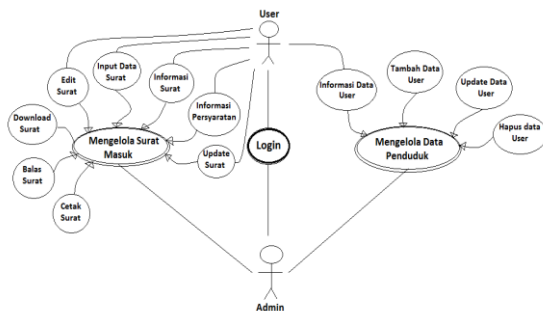 User
Input Data
Surat
Informasi
Surat
Edit
Surat
Informasi
Persyaratan
Download
Surat
Mengelola Surat
Masuk
Update
Surat
Balas
Surat
Cetak
Surat
Login
Informasi Data
User
Tambah Data
User
Update Data
User
Hapus data
User
Mengelola Data
Penduduk
Admin